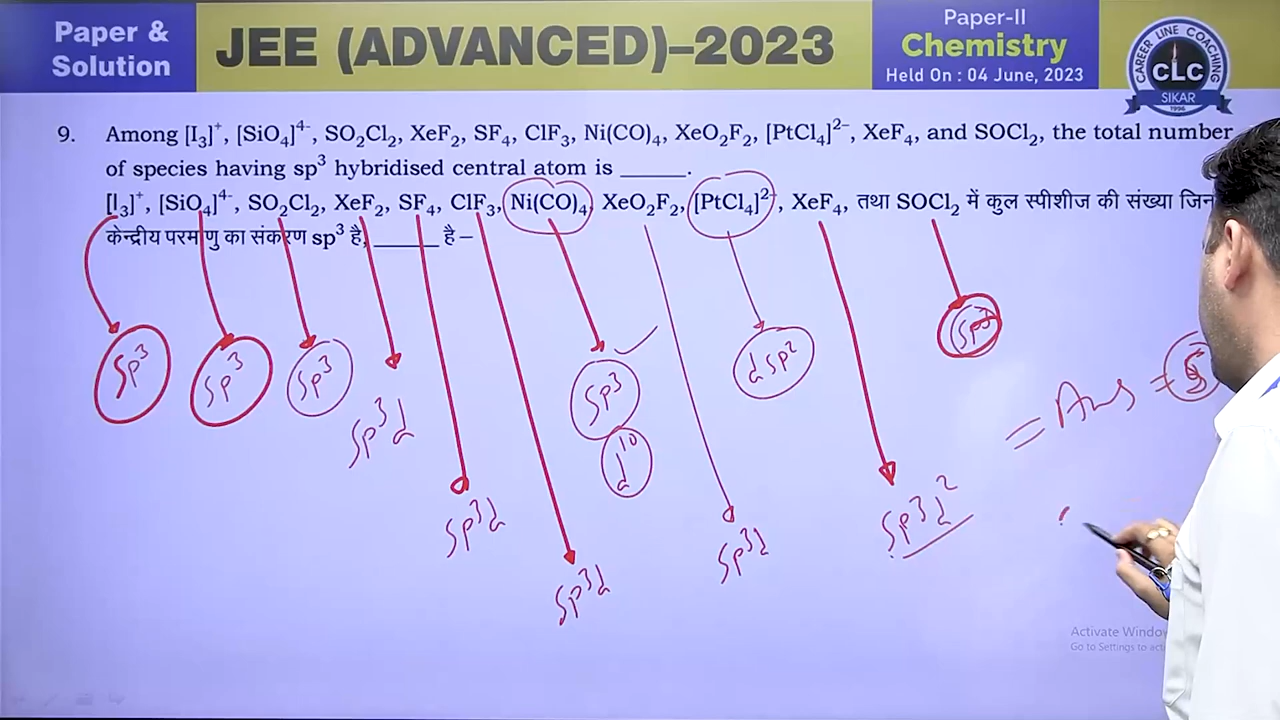 Paper & Solution
JEE (ADVANCED)–2023
Paper-II
Chemistry
Held On : 04 June, 2023
CAREER LINE COACHING
CLC
SIKAR
1996
9. Among [I₃]⁺, [SiO₄]⁴⁻, SO₂Cl₂, XeF₂, SF₄, ClF₃, Ni(CO)₄, XeO₂F₂, [PtCl₄]²⁻, XeF₄, and SOCl₂, the total number
of species having sp³ hybridised central atom is ______.
[I₃]⁺, [SiO₄]⁴⁻, SO₂Cl₂, XeF₂, SF₄, ClF₃, Ni(CO)₄, XeO₂F₂, [PtCl₄]²⁻, XeF₄, तथा SOCl₂ में कुल स्पीशीज की संख्या जिन
केन्द्रीय परमाणु का संकरण sp³ है, ______ है–
sp³ sp³ sp³ sp³d sp³ dsp² sp³
d¹⁰
= Ans = 5
sp³d sp³d sp³d sp³d²
Activate Windo
Go to Settings to acti